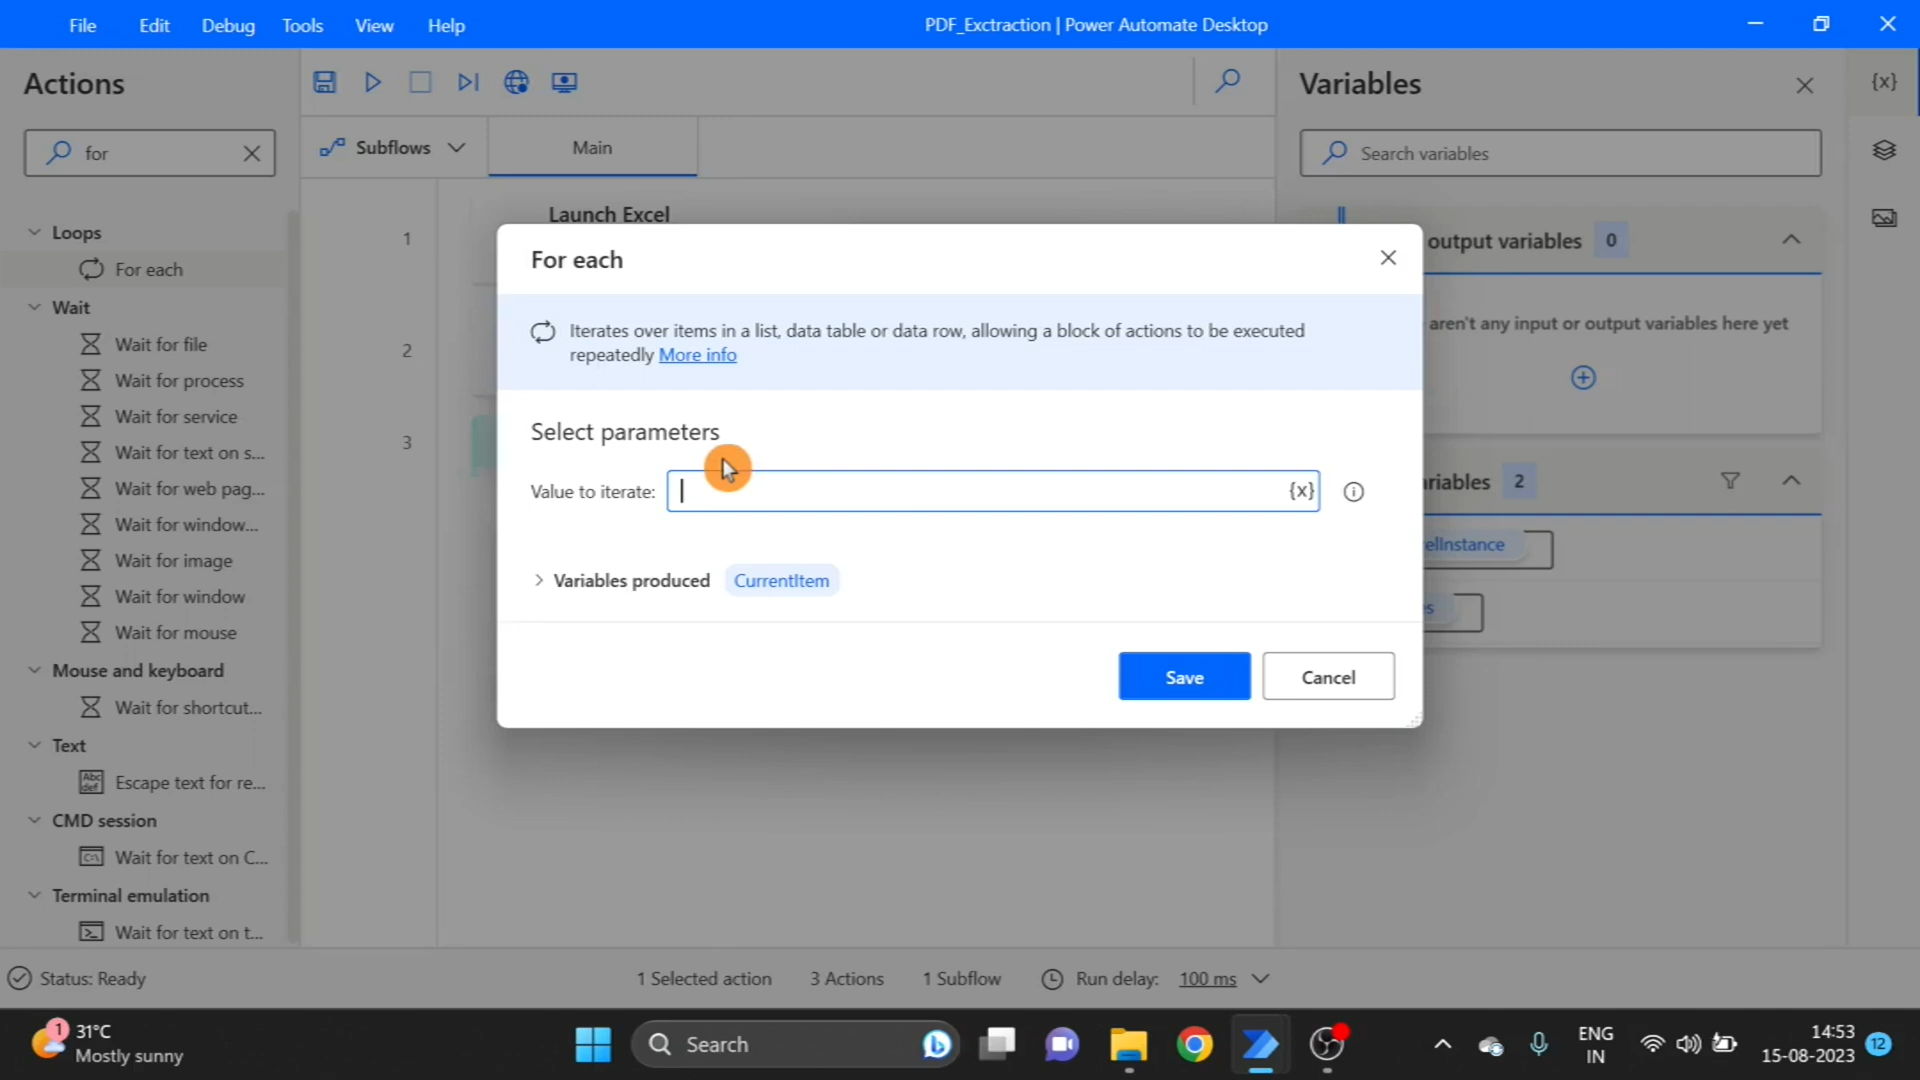 File Edit Debug Tools View Help
PDF_Exctraction | Power Automate Desktop
Actions
for
Loops
For each
Wait
Wait for file
Wait for process
Wait for service
Wait for text on s...
Wait for web pag...
Wait for window...
Wait for image
Wait for window
Wait for mouse
Mouse and keyboard
Wait for shortcut...
Text
Abc
def
Escape text for re...
CMD session
Wait for text on C...
Terminal emulation
Wait for text on t...
Subflows
Main
1
Launch Excel
2
3
For each
Iterates over items in a list, data table or data row, allowing a block of actions to be executed
repeatedly More info
Select parameters
Value to iterate: {x}
Variables produced CurrentItem
Save Cancel
Variables
{x}
Search variables
output variables 0
aren't any input or output variables here yet
riables 2
elInstance
s
Status: Ready
1 Selected action 3 Actions 1 Subflow Run delay: 100 ms
1
31°C
Mostly sunny
Search
ENG
IN
14:53
15-08-2023
12